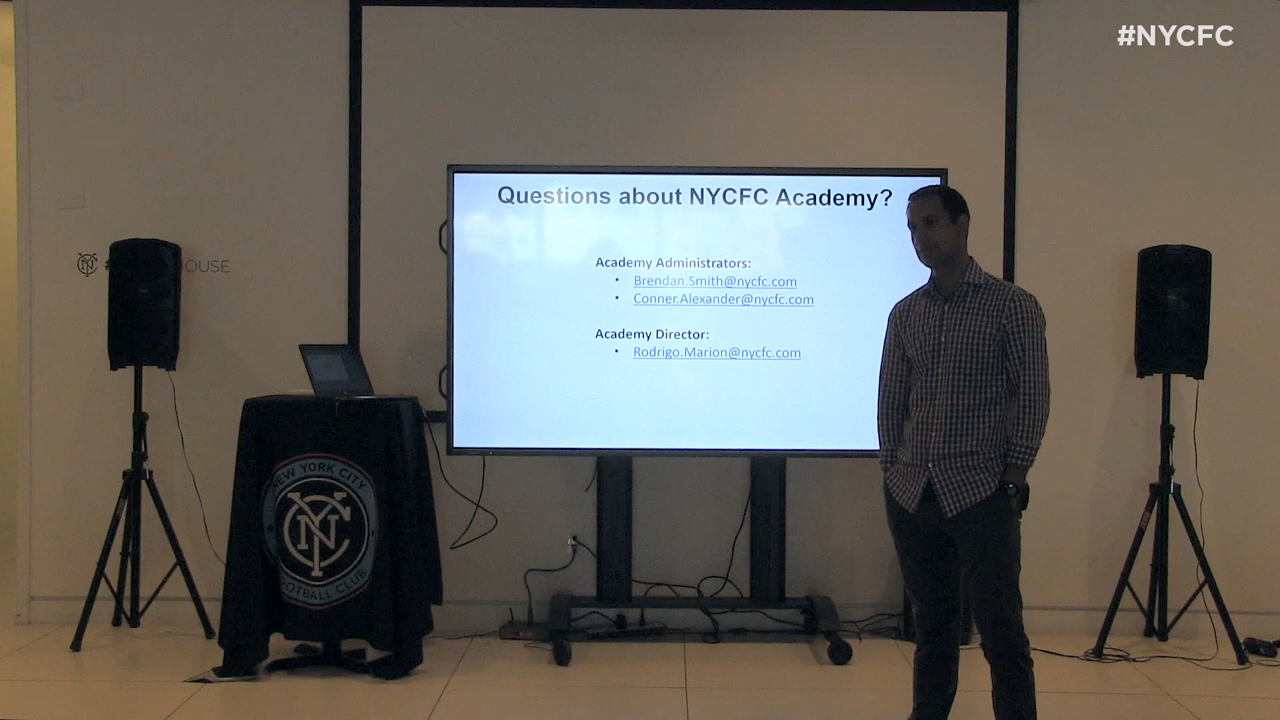 #NYCFC
Questions about NYCFC Academy?
Academy Administrators:
• Brendan.Smith@nycfc.com
• Conner.Alexander@nycfc.com
Academy Director:
• Rodrigo.Marion@nycfc.com
NEW YORK CITY
NYC
FOOTBALL CLUB